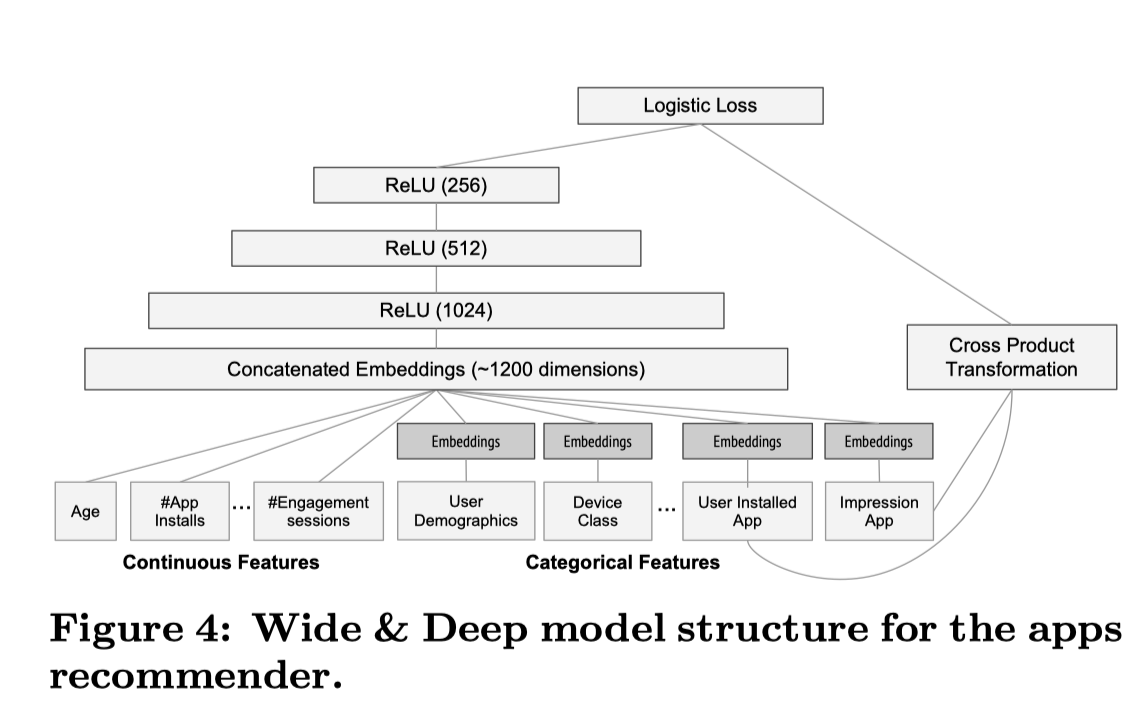 Logistic Loss
ReLU (256)
ReLU (512)
ReLU (1024)
Cross Product
Transformation
Concatenated Embeddings (~1200 dimensions)
Embeddings
Embeddings
Embeddings
Embeddings
Age
#App
Installs
...
#Engagement
sessions
User
Demographics
Device
Class
...
User Installed
App
Impression
App
Continuous Features
Categorical Features
Figure 4: Wide & Deep model structure for the apps
recommender.